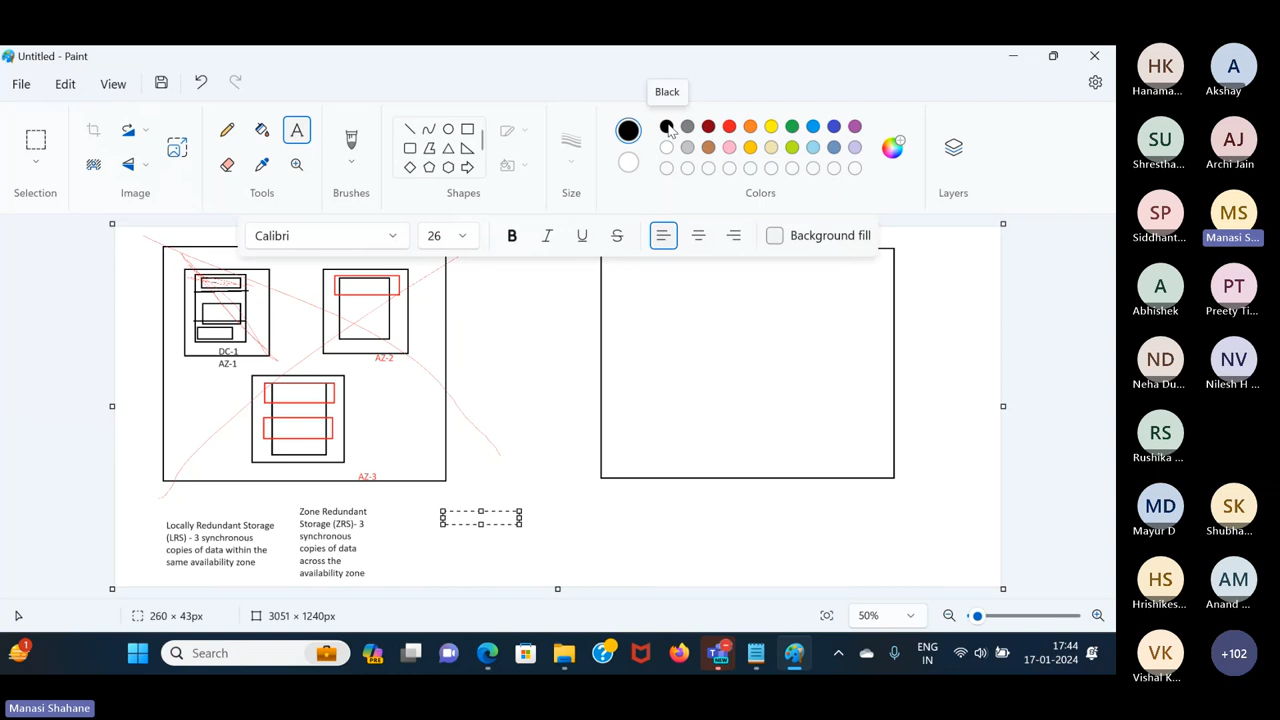 Untitled - Paint
File
Edit
View
Black
Selection
Image
Tools
Brushes
Shapes
Size
Colors
Layers
Calibri
26
B
I
U
S
Background fill
DC-1
AZ-1
AZ-2
AZ-3
Locally Redundant Storage
(LRS) - 3 synchronous
copies of data within the
same availability zone
Zone Redundant
Storage (ZRS)- 3
synchronous
copies of data
across the
availability zone
260 × 43px
3051 × 1240px
50%
1
Search
PRE
NEW
ENG
IN
17:44
17-01-2024
Manasi Shahane
HK
Hanama...
A
Akshay
SU
Shrestha...
AJ
Archi Jain
SP
Siddhant...
MS
Manasi S...
A
Abhishek
PT
Preety Ti...
ND
Neha Du...
NV
Nilesh H ...
RS
Rushika ...
MD
Mayur D
SK
Shubha...
HS
Hrishikes...
AM
Anand ...
VK
Vishal K...
+102